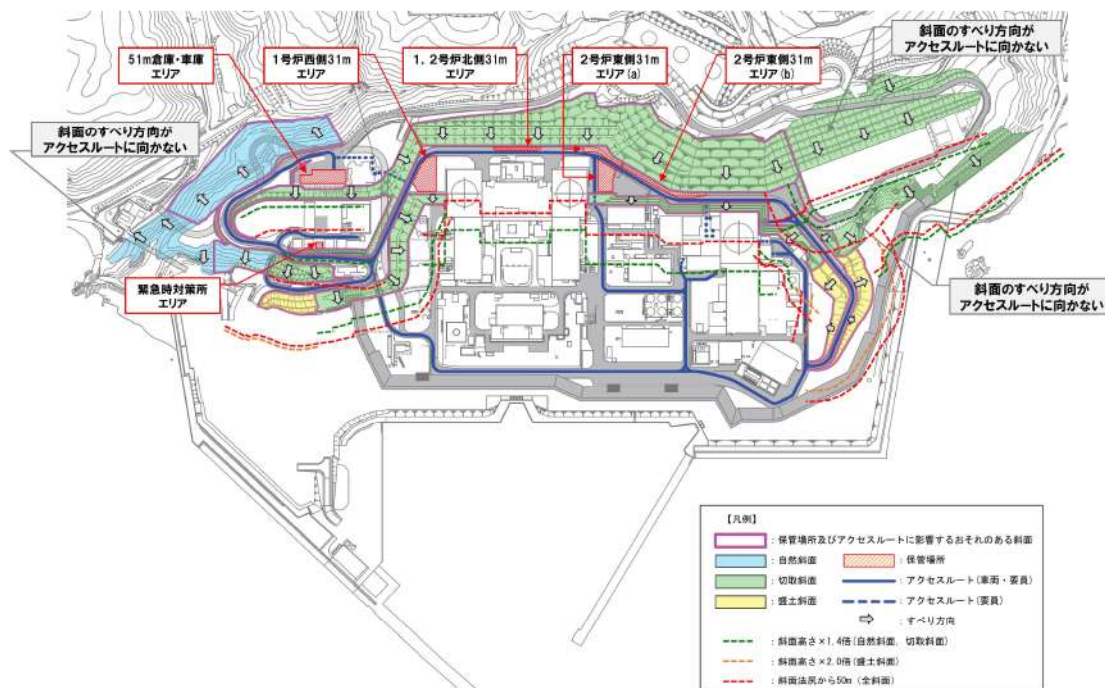 斜面のすべり方向が
アクセスルートに向かない
51m倉庫・車庫
エリア
1号炉西側31m
エリア
1,2号炉北側31m
エリア
2号炉東側31m
エリア(a)
2号炉東側31m
エリア(b)
斜面のすべり方向が
アクセスルートに向かない
緊急時対策所
エリア
斜面のすべり方向が
アクセスルートに向かない
【凡例】
:保管場所及びアクセスルートに影響するおそれのある斜面
:自然斜面
:保管場所
:切取斜面
:アクセスルート(車両・要員)
:盛土斜面
:アクセスルート(要員)
:すべり方向
:斜面高さ×1.4倍(自然斜面,切取斜面)
:斜面高さ×2.0倍(盛土斜面)
:斜面法尻から50m(全斜面)